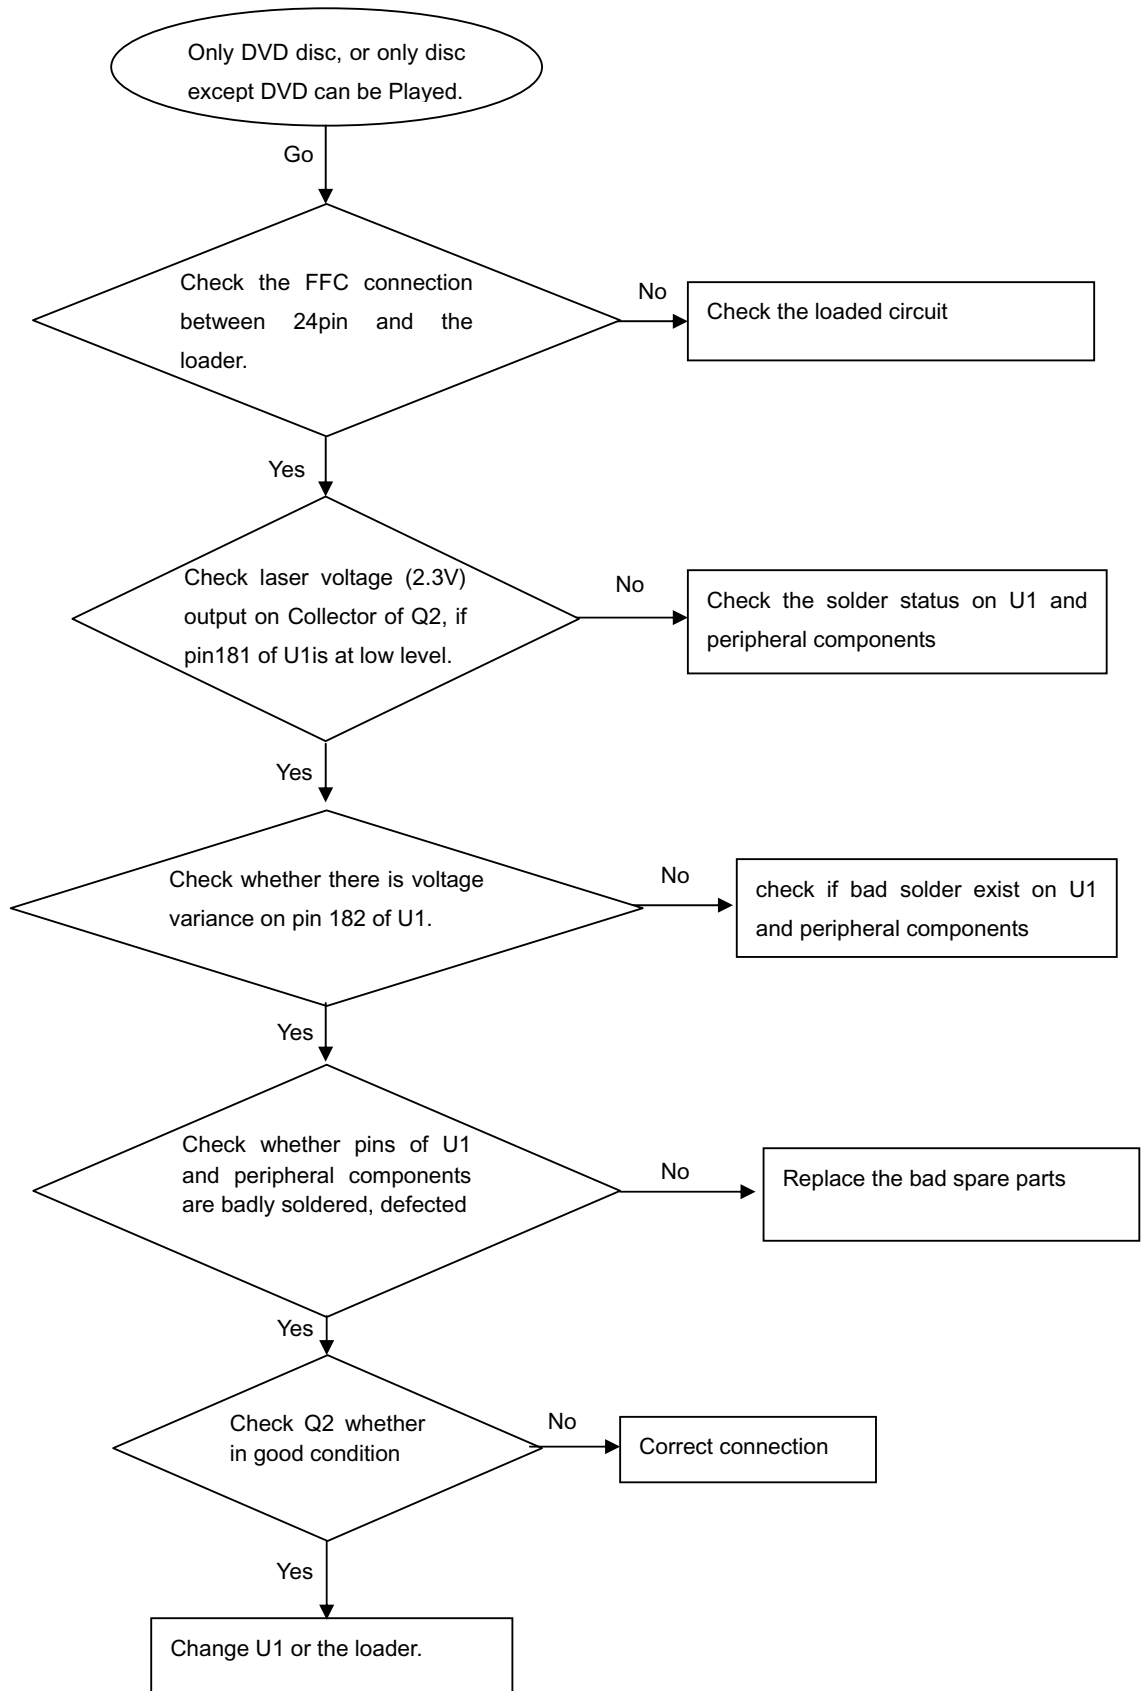 Only DVD disc, or only disc
except DVD can be Played.
Go
Check the FFC connection
between 24pin and the
loader.
No
Check the loaded circuit
Yes
Check laser voltage (2.3V)
output on Collector of Q2, if
pin181 of U1is at low level.
No
Check the solder status on U1 and
peripheral components
Yes
Check whether there is voltage
variance on pin 182 of U1.
No
check if bad solder exist on U1
and peripheral components
Yes
Check whether pins of U1
and peripheral components
are badly soldered, defected
No
Replace the bad spare parts
Yes
Check Q2 whether
in good condition
No
Correct connection
Yes
Change U1 or the loader.